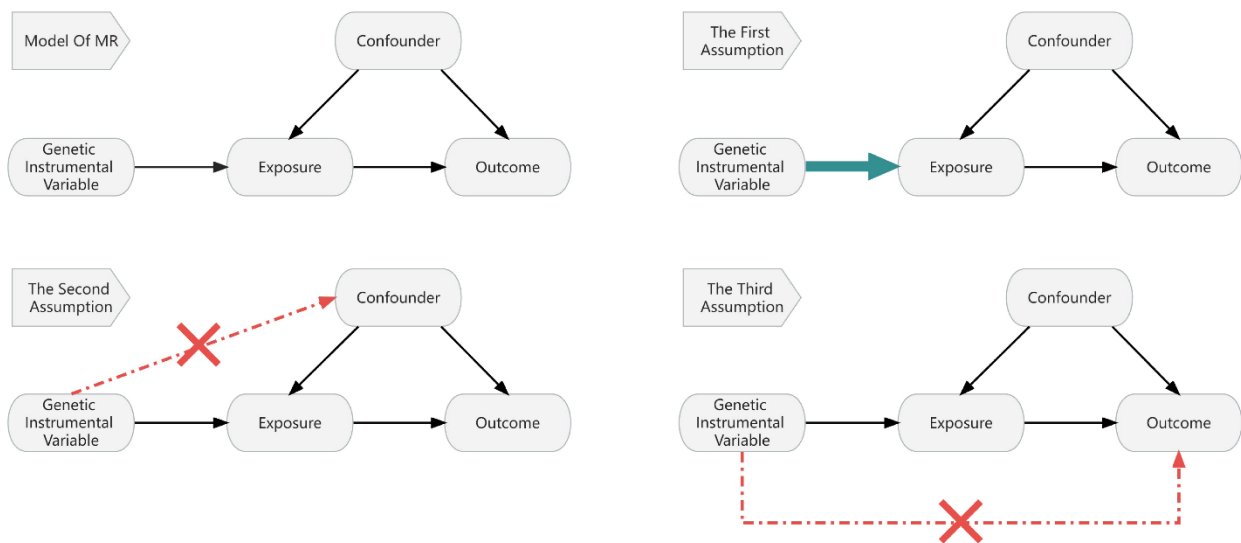 Model Of MR
Confounder
Genetic
Instrumental
Variable
Exposure
Outcome
The First
Assumption
Confounder
Genetic
Instrumental
Variable
Exposure
Outcome
The Second
Assumption
Confounder
Genetic
Instrumental
Variable
Exposure
Outcome
The Third
Assumption
Confounder
Genetic
Instrumental
Variable
Exposure
Outcome